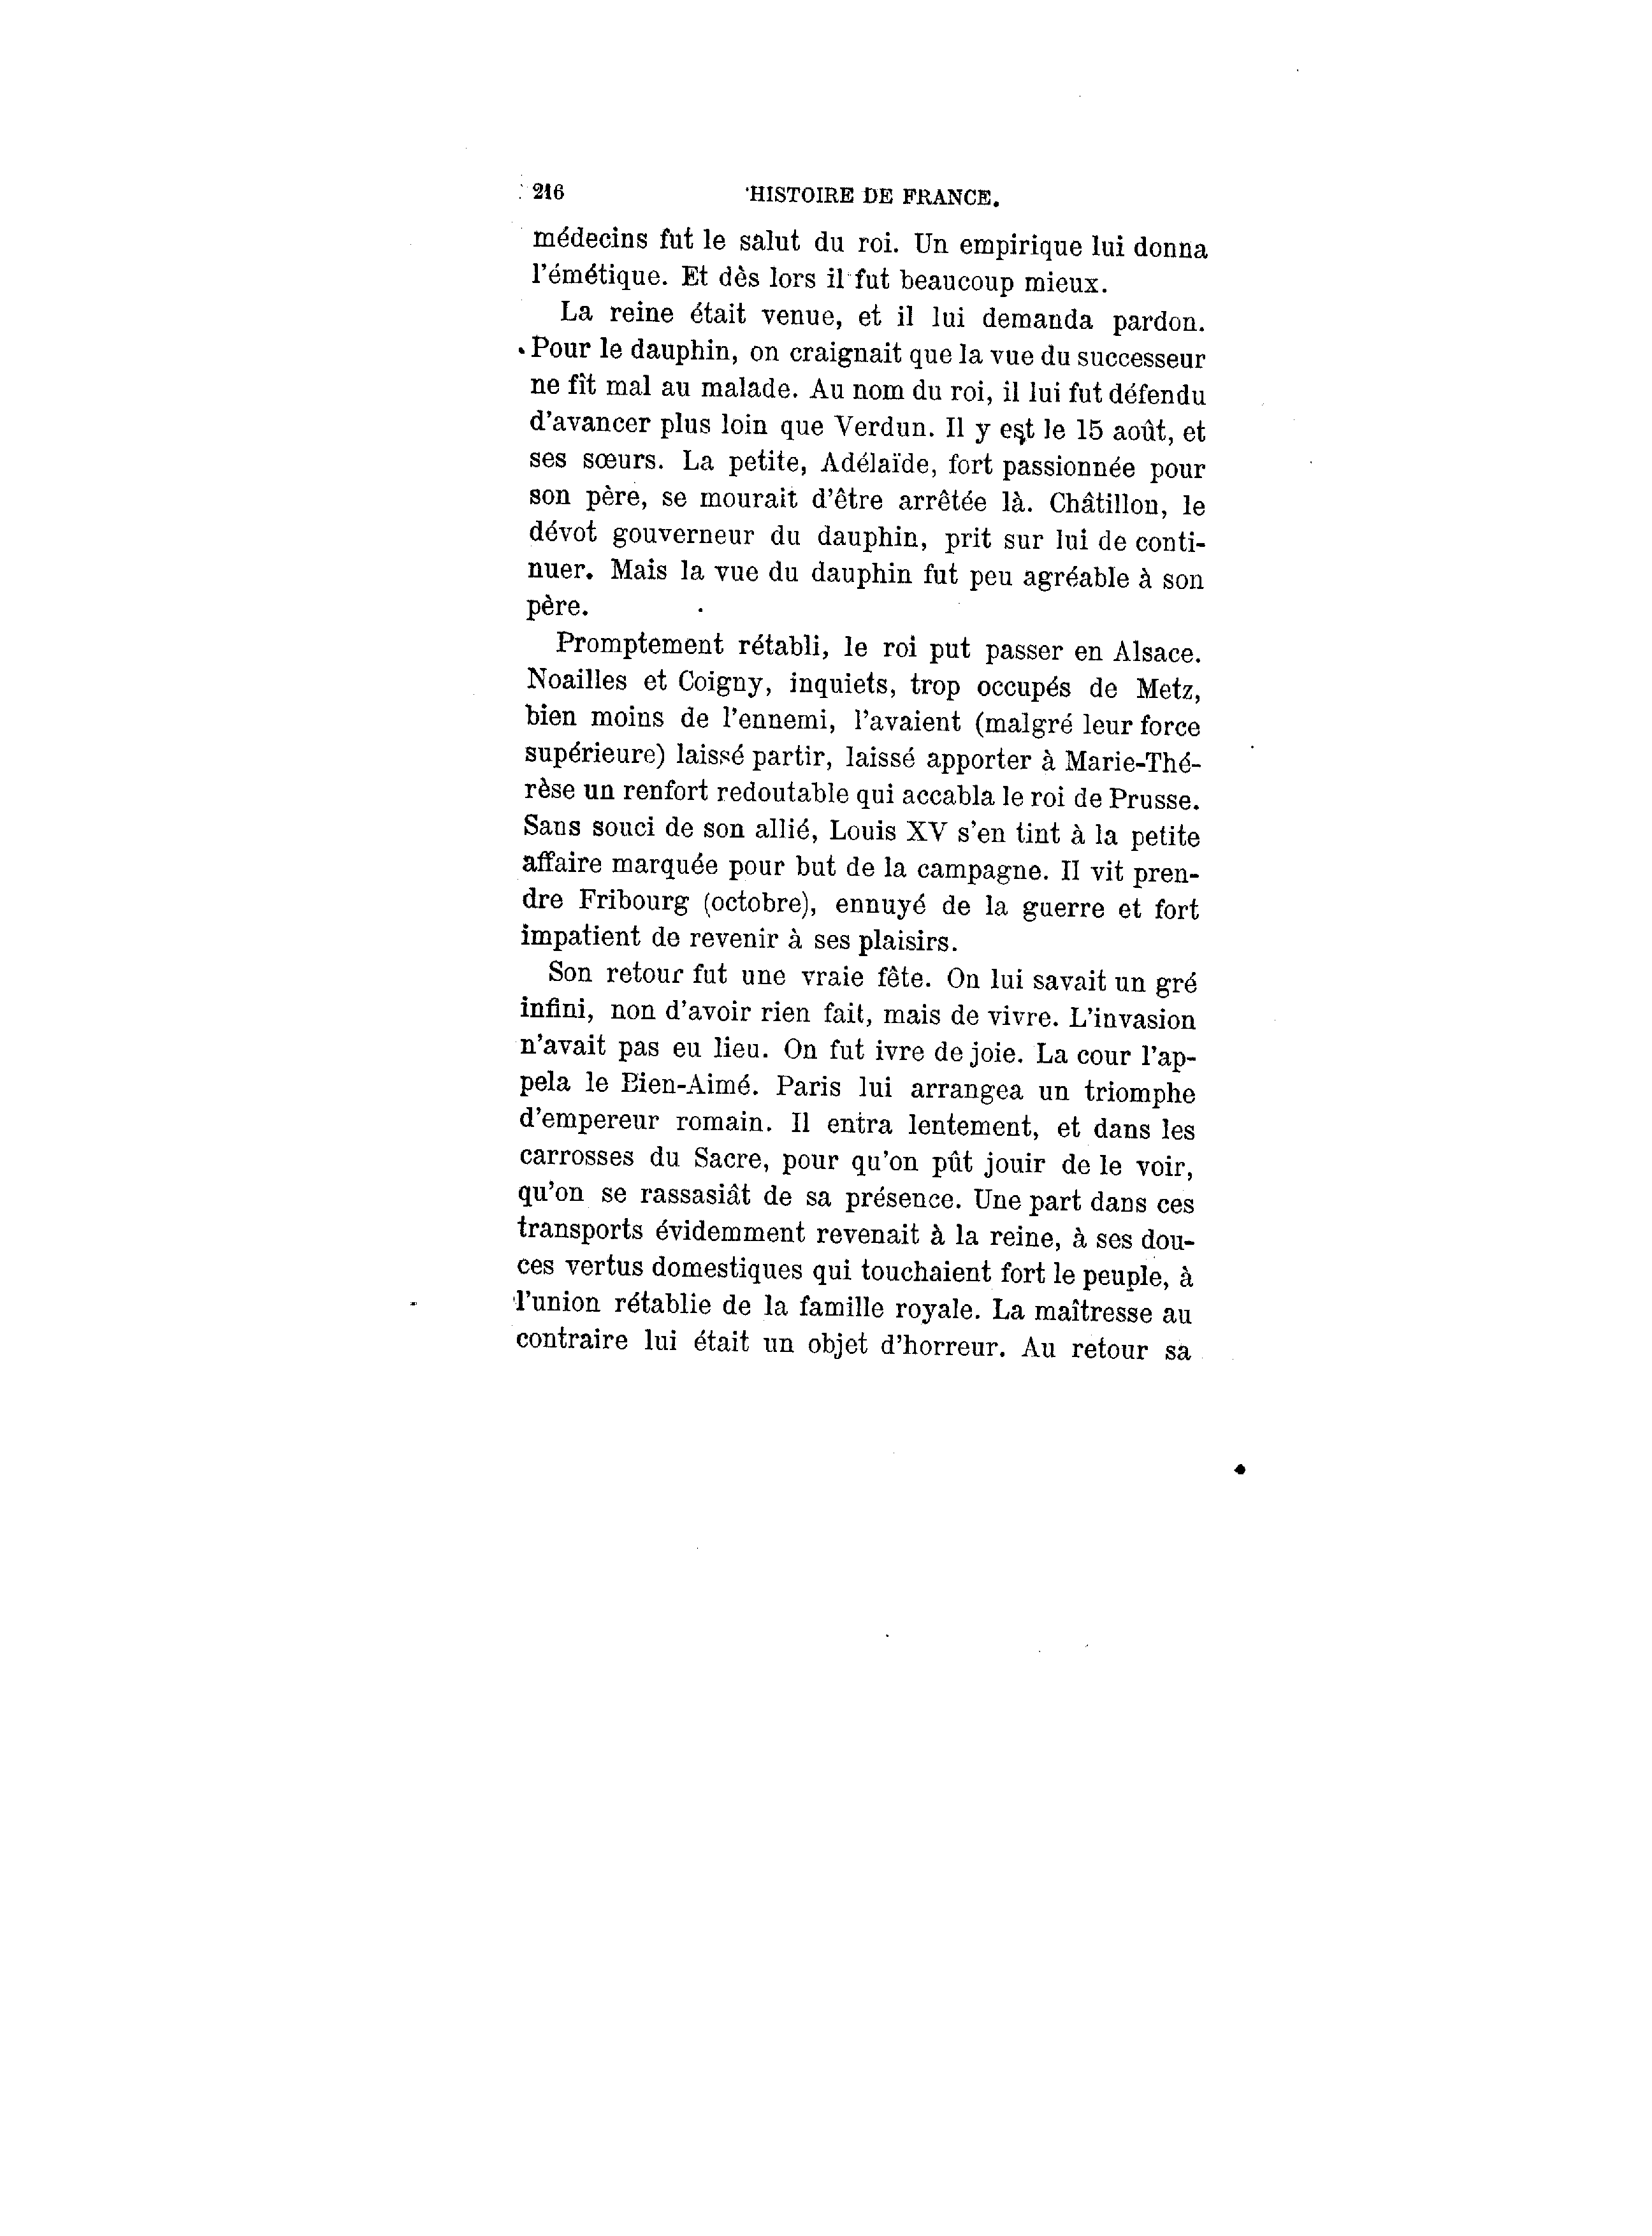 216 HISTOIRE DE FRANCE.
médecins fut le salut du roi. Un empirique lui donna
l'émétique. Et dès lors il fut beaucoup mieux.
La reine était venue, et il lui demanda pardon.
Pour le dauphin, on craignait que la vue du successeur
ne fît mal au malade. Au nom du roi, il lui fut défendu
d'avancer plus loin que Verdun. Il y est le 15 août, et
ses sœurs. La petite, Adélaïde, fort passionnée pour
son père, se mourait d'être arrêtée là. Châtillon, le
dévot gouverneur du dauphin, prit sur lui de conti-
nuer. Mais la vue du dauphin fut peu agréable à son
père.
Promptement rétabli, le roi put passer en Alsace.
Noailles et Coigny, inquiets, trop occupés de Metz,
bien moins de l'ennemi, l'avaient (malgré leur force
supérieure) laissé partir, laissé apporter à Marie-Thé-
rèse un renfort redoutable qui accabla le roi de Prusse.
Sans souci de son allié, Louis XV s'en tint à la petite
affaire marquée pour but de la campagne. Il vit pren-
dre Fribourg (octobre), ennuyé de la guerre et fort
impatient de revenir à ses plaisirs.
Son retour fut une vraie fête. On lui savait un gré
infini, non d'avoir rien fait, mais de vivre. L'invasion
n'avait pas eu lieu. On fut ivre de joie. La cour l'ap-
pela le Bien-Aimé. Paris lui arrangea un triomphe
d'empereur romain. Il entra lentement, et dans les
carrosses du Sacre, pour qu'on pût jouir de le voir,
qu'on se rassasiât de sa présence. Une part dans ces
transports évidemment revenait à la reine, à ses dou-
ces vertus domestiques qui touchaient fort le peuple, à
l'union rétablie de la famille royale. La maîtresse au
contraire lui était un objet d'horreur. Au retour sa